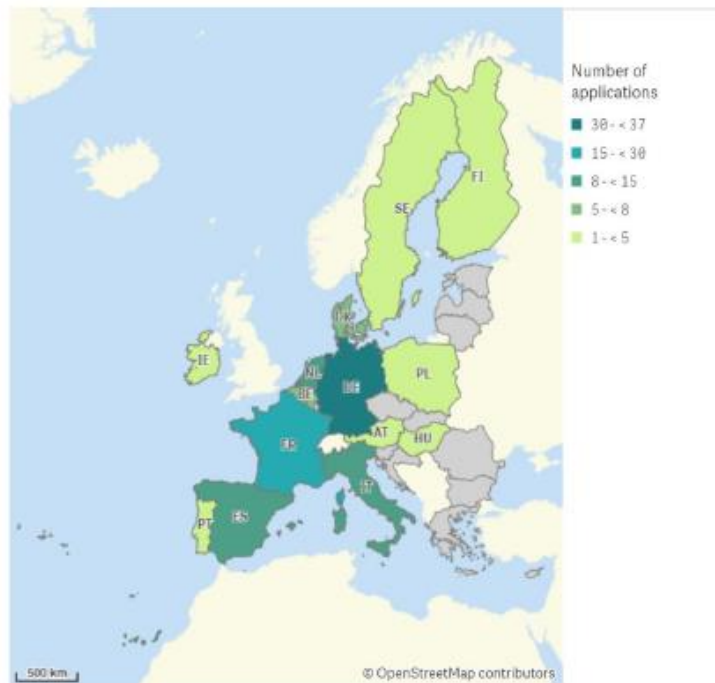 Number of
applications
30 - < 37
15 - < 30
8 - < 15
5 - < 8
1 - < 5
FI
SE
DK
IE
NL
DE
PL
BE
AT
HU
FR
IT
PT
ES
500 km
© OpenStreetMap contributors